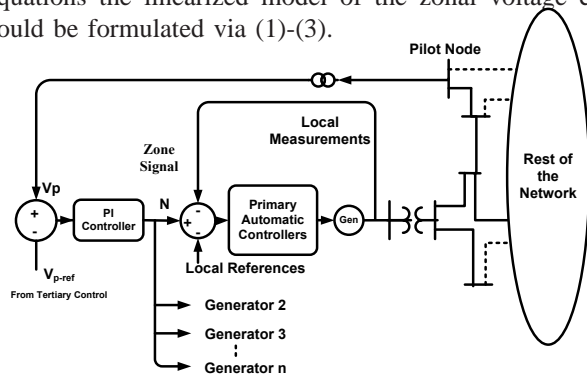 equations the linearized model of the zonal voltage c
ould be formulated via (1)-(3).
Pilot Node
Local
Measurements
Zone
Signal
Rest of
the
Network
Vp
+
-
PI
Controller
N
-
+
-
Primary
Automatic
Controllers
Gen
Vp-ref
From Tertiary Control
Local References
Generator 2
Generator 3
Generator n